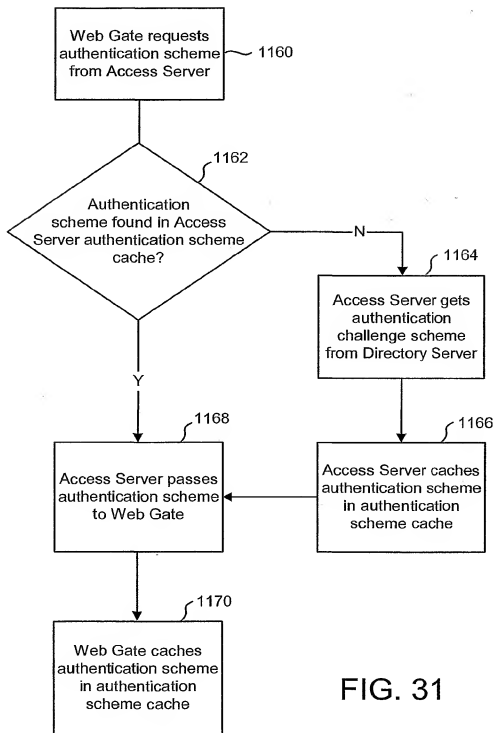 Web Gate requests
authentication scheme
from Access Server
1160
1162
Authentication
scheme found in Access
Server authentication scheme
cache?
N
1164
Access Server gets
authentication
challenge scheme
from Directory Server
Y
1168
1166
Access Server passes
authentication scheme
to Web Gate
Access Server caches
authentication scheme
in authentication
scheme cache
1170
Web Gate caches
authentication scheme
in authentication
scheme cache
FIG. 31